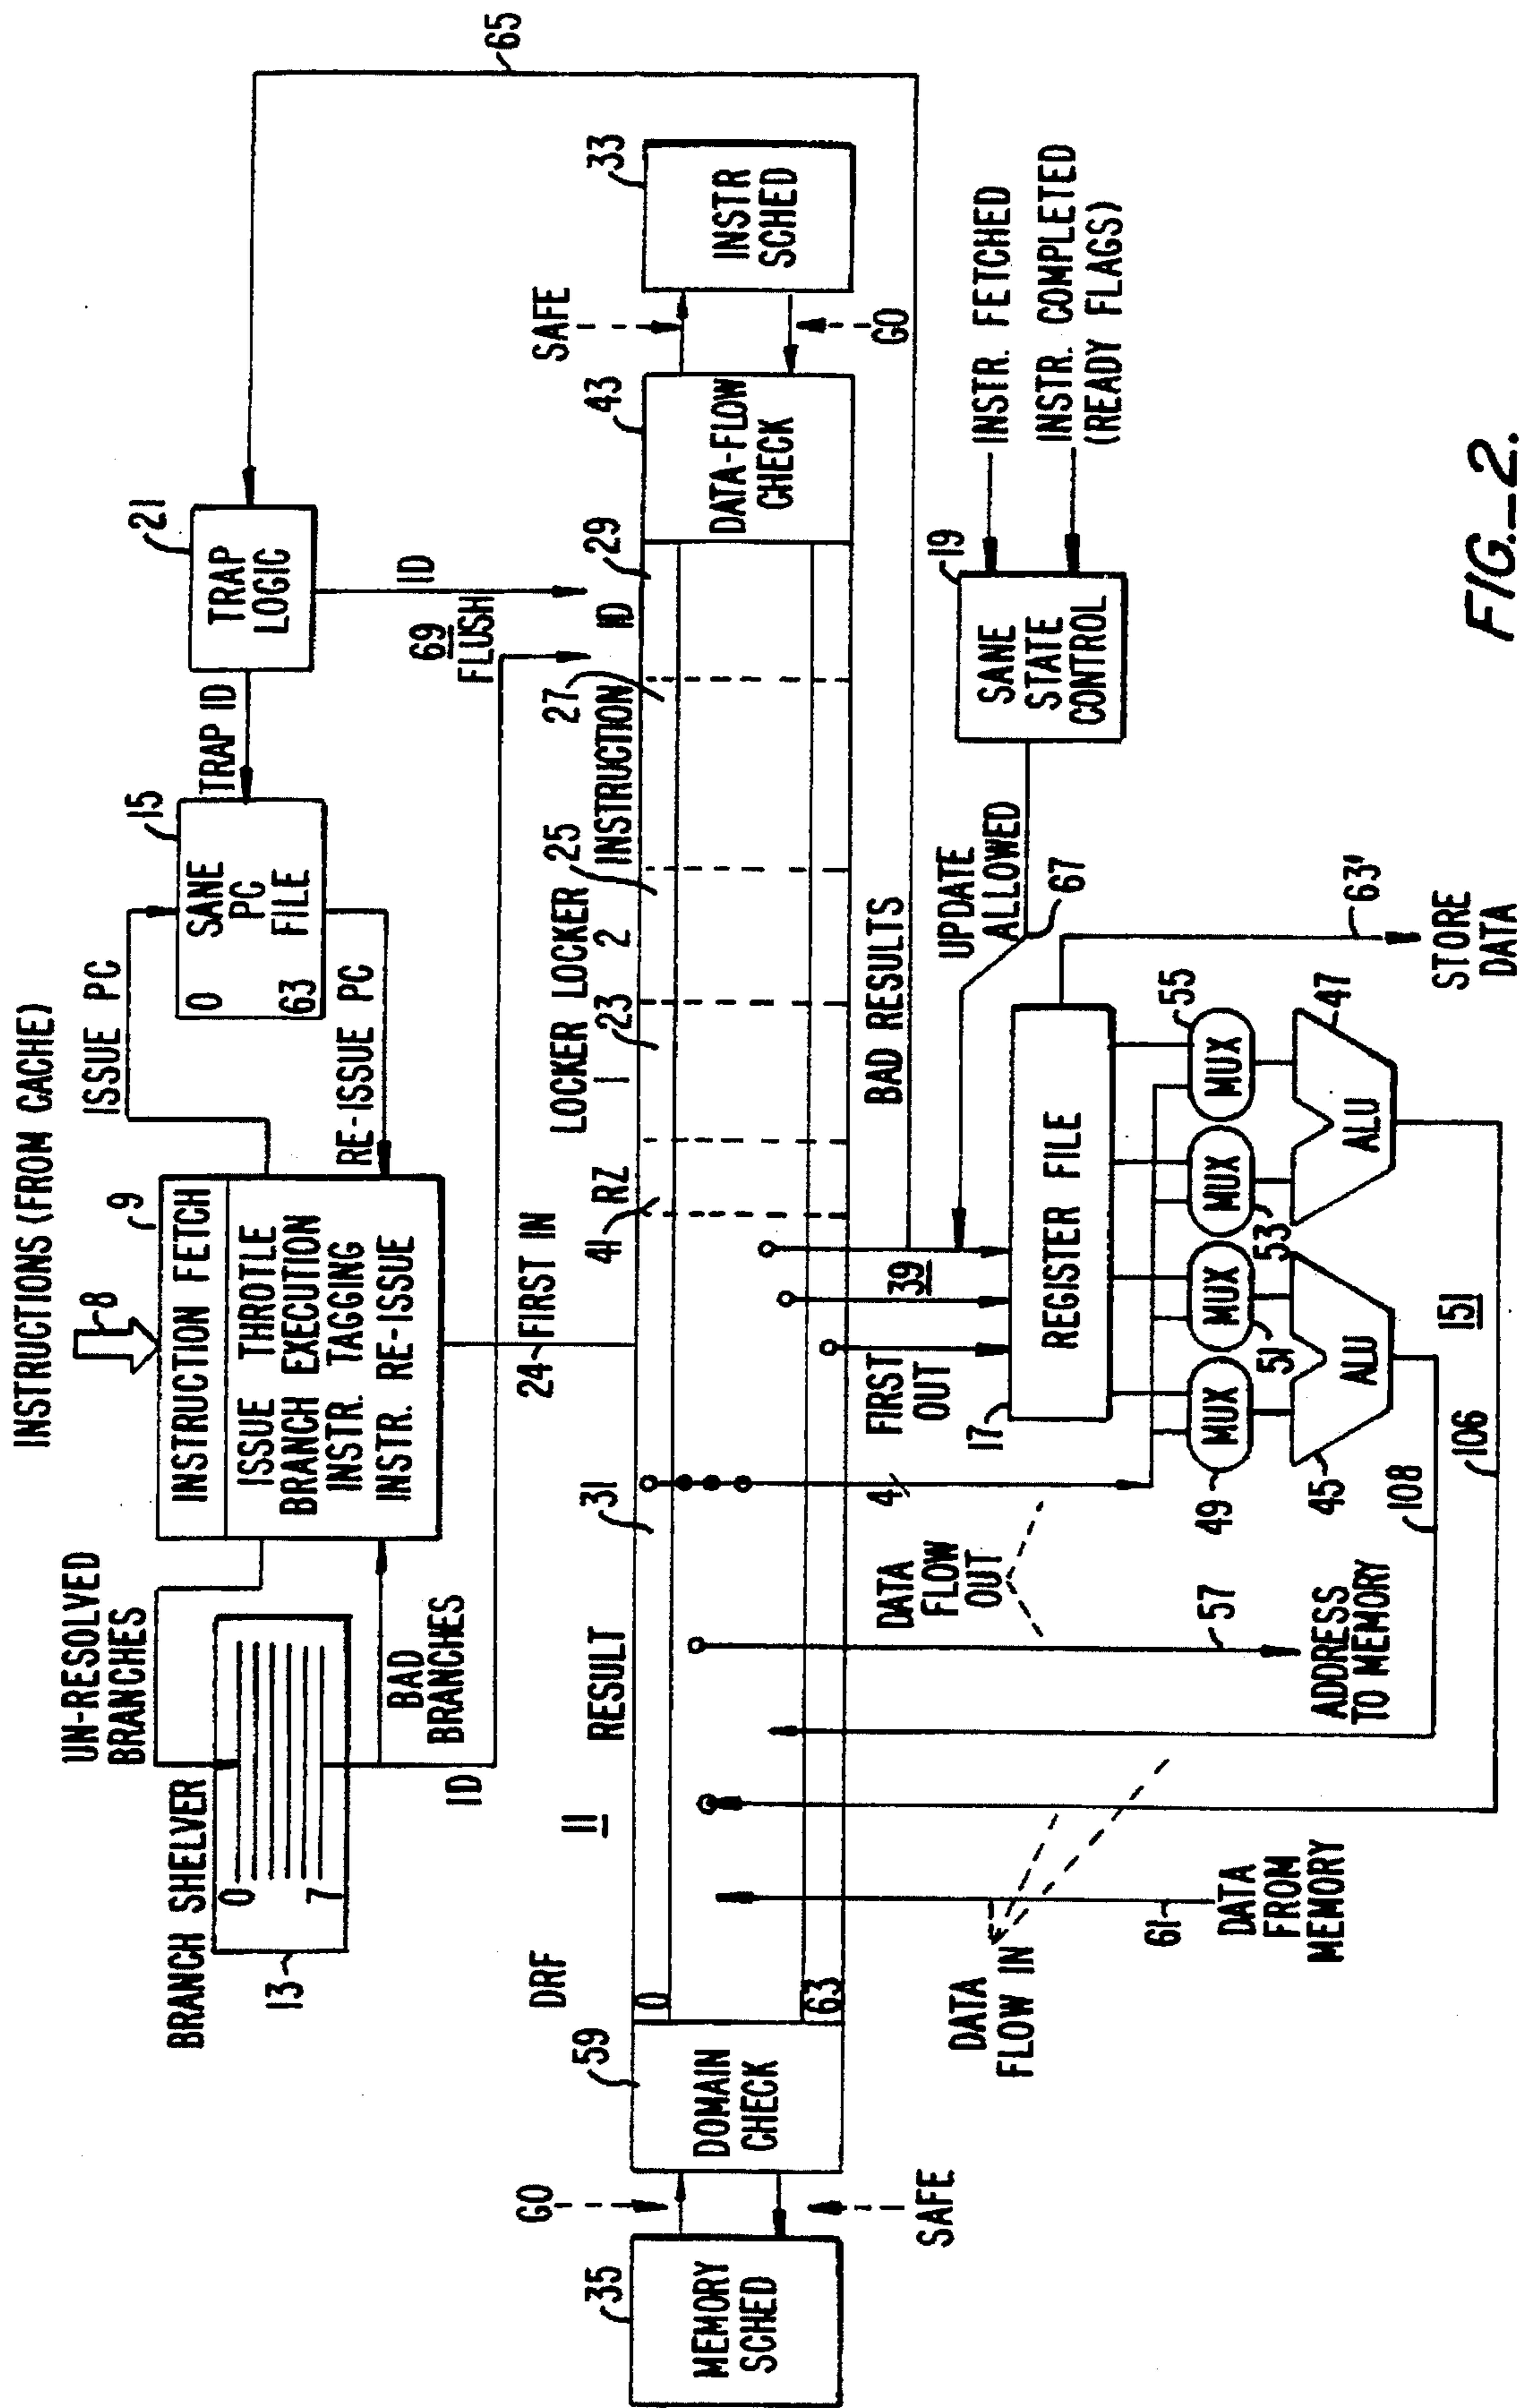 INSTRUCTIONS (FROM CACHE)
8
BRANCH SHELVER
13
0
7
UN-RESOLVED
BRANCHES
BAD
BRANCHES
ID
9
INSTRUCTION FETCH
ISSUE THROTLE
BRANCH EXECUTION
INSTR. TAGGING
INSTR. RE-ISSUE
ISSUE PC
RE-ISSUE PC
15
0 SANE
PC
63 FILE
TRAP ID
21
TRAP
LOGIC
ID
69
FLUSH
65
24
FIRST IN
35
MEMORY
SCHED
GO
SAFE
59
DOMAIN
CHECK
DRF
0
63
11
RESULT
31
41
RZ
LOCKER
1
23
LOCKER
2
25
INSTRUCTION
27
ID
29
43
DATA-FLOW
CHECK
SAFE
GO
33
INSTR
SCHED
DATA
FLOW IN
61
DATA
FROM
MEMORY
DATA
FLOW
OUT
57
ADDRESS
TO MEMORY
4
FIRST
OUT
39
BAD RESULTS
UPDATE
ALLOWED
67
19
SANE
STATE
CONTROL
INSTR. FETCHED
INSTR. COMPLETED
(READY FLAGS)
17
REGISTER FILE
63'
STORE
DATA
49
MUX
51
MUX
53
MUX
55
MUX
45
ALU
47
ALU
108
106
151
FIG._2.